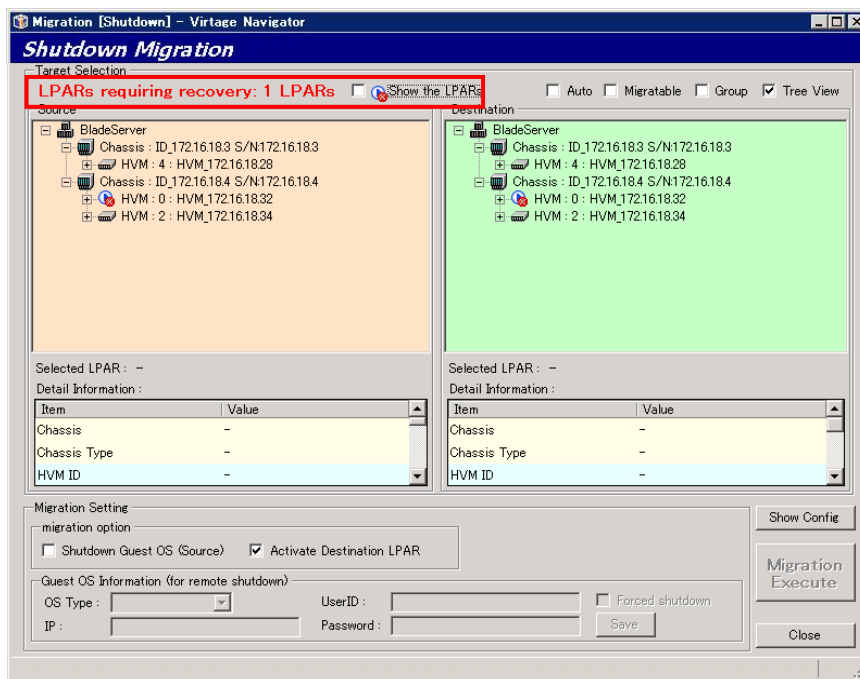 Migration [Shutdown] - Virtage Navigator
Shutdown Migration
Target Selection
LPARs requiring recovery: 1 LPARs Show the LPARs Auto Migratable Group Tree View
Source Destination
BladeServer BladeServer
Chassis : ID_172.16.18.3 S/N:172.16.18.3 Chassis : ID_172.16.18.3 S/N:172.16.18.3
HVM : 4 : HVM_172.16.18.28 HVM : 4 : HVM_172.16.18.28
Chassis : ID_172.16.18.4 S/N:172.16.18.4 Chassis : ID_172.16.18.4 S/N:172.16.18.4
HVM : 0 : HVM_172.16.18.32 HVM : 0 : HVM_172.16.18.32
HVM : 2 : HVM_172.16.18.34 HVM : 2 : HVM_172.16.18.34
Selected LPAR : - Selected LPAR : -
Detail Information : Detail Information :
Item Value Item Value
Chassis - Chassis -
Chassis Type - Chassis Type -
HVM ID - HVM ID -
Migration Setting
Show Config
migration option
Shutdown Guest OS (Source) Activate Destination LPAR
Migration Execute
Guest OS Information (for remote shutdown)
OS Type : UserID : Forced shutdown
IP : Password : Save
Close